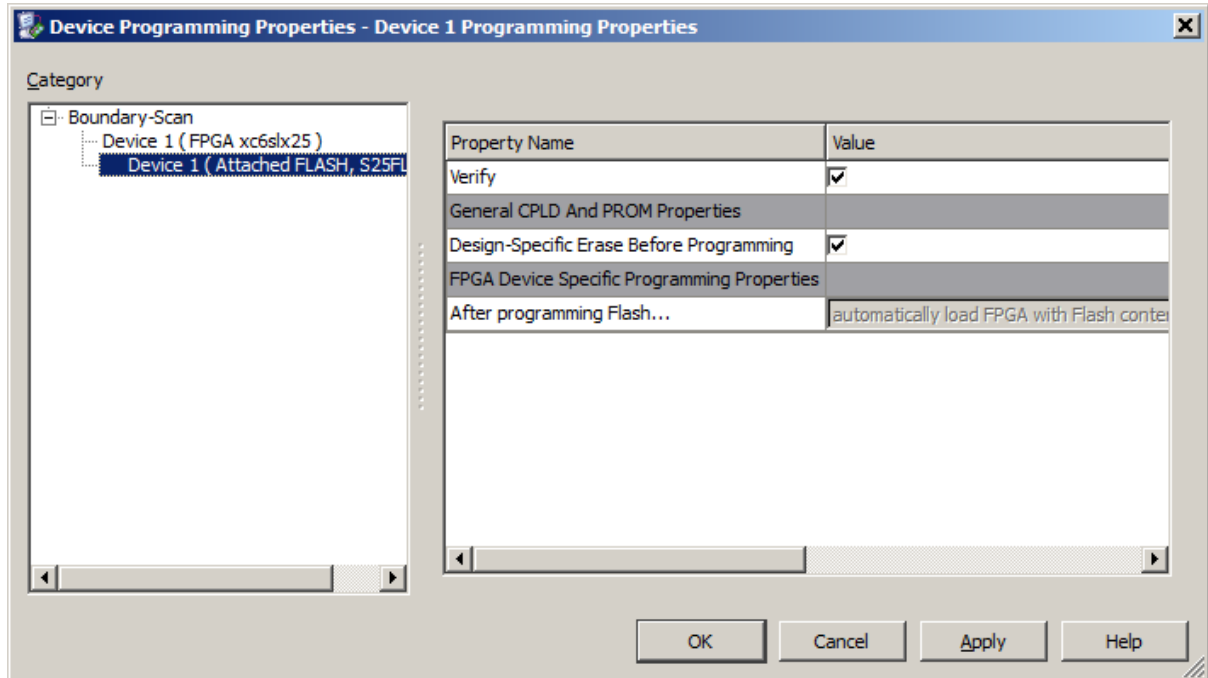 Device Programming Properties - Device 1 Programming Properties
Category
Boundary-Scan
Device 1 ( FPGA xc6slx25 )
Device 1 ( Attached FLASH, S25FL
Property Name Value
Verify
General CPLD And PROM Properties
Design-Specific Erase Before Programming
FPGA Device Specific Programming Properties
After programming Flash... automatically load FPGA with Flash conte
OK Cancel Apply Help